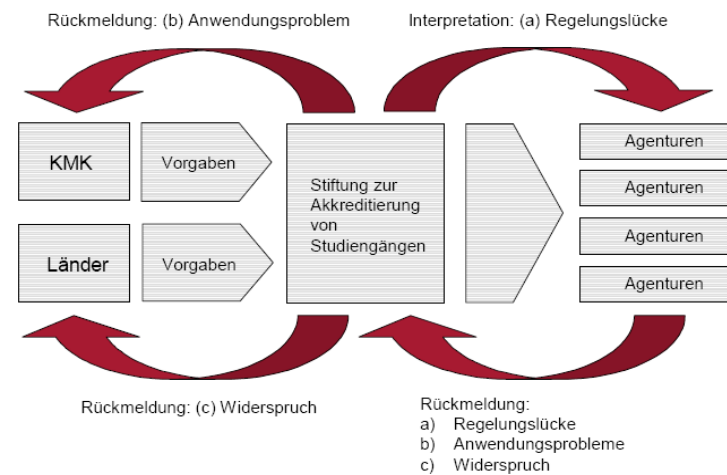 Rückmeldung: (b) Anwendungsproblem
Interpretation: (a) Regelungslücke
KMK
Vorgaben
Länder
Vorgaben
Stiftung zur
Akkreditierung
von
Studiengängen
Agenturen
Agenturen
Agenturen
Agenturen
Rückmeldung: (c) Widerspruch
Rückmeldung:
a) Regelungslücke
b) Anwendungsprobleme
c) Widerspruch